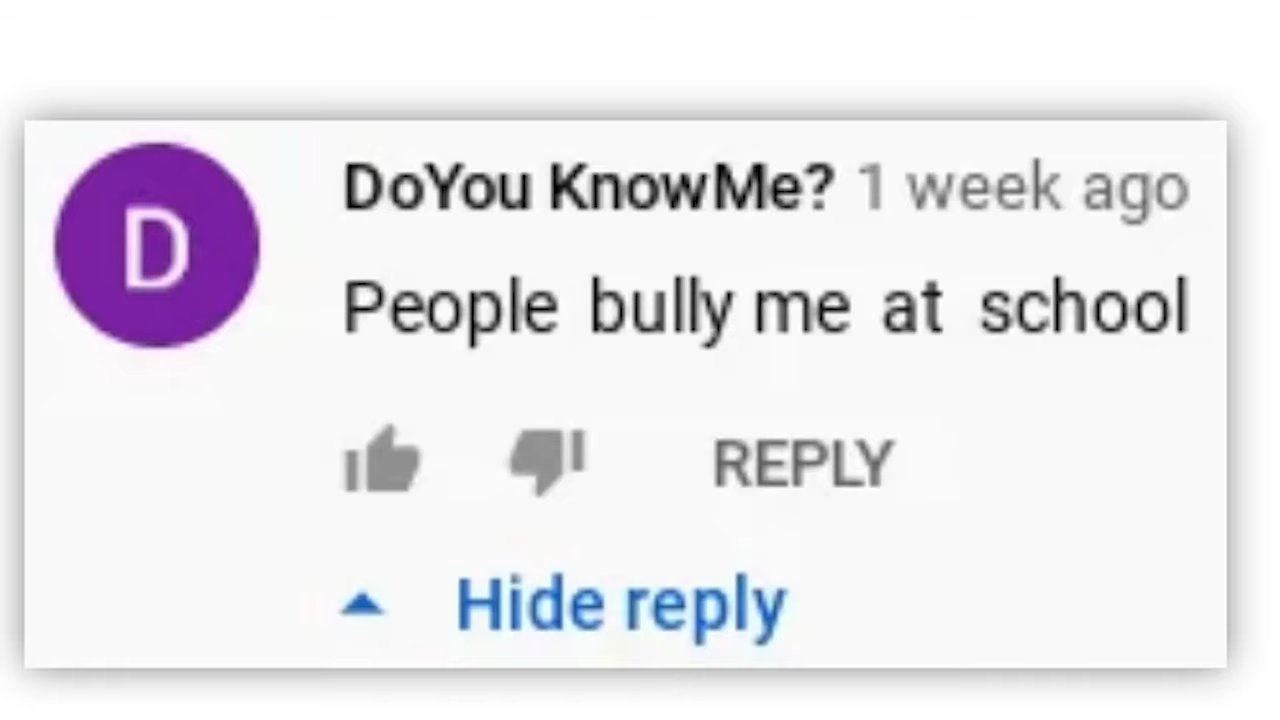 D
DoYou KnowMe? 1 week ago
People bully me at school
REPLY
Hide reply